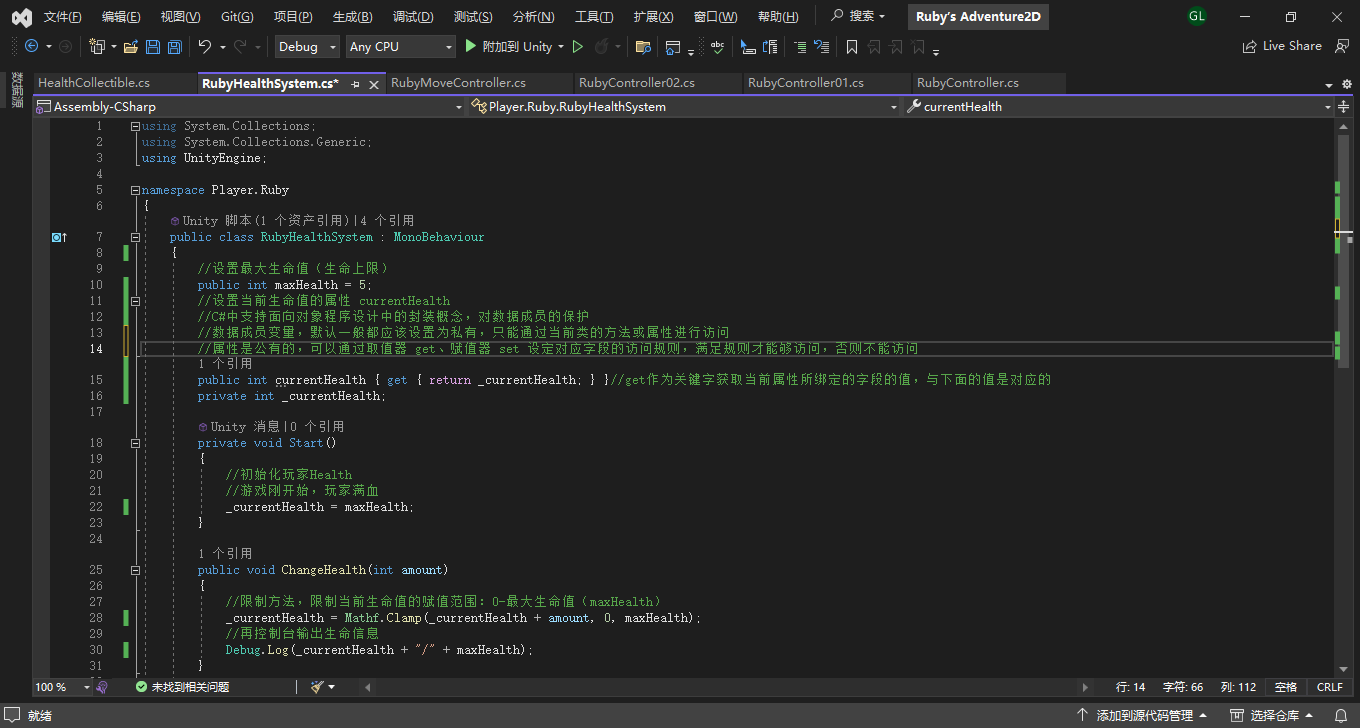 文件(F) 编辑(E) 视图(V) Git(G) 项目(P) 生成(B) 调试(D) 测试(S) 分析(N) 工具(T) 扩展(X) 窗口(W) 帮助(H) 搜索 Ruby's Adventure2D GL
Debug Any CPU 附加到 Unity Live Share
数据源
HealthCollectible.cs RubyHealthSystem.cs* RubyMoveController.cs RubyController02.cs RubyController01.cs RubyController.cs
Assembly-CSharp Player.Ruby.RubyHealthSystem currentHealth
1 using System.Collections;
2 using System.Collections.Generic;
3 using UnityEngine;
4
5 namespace Player.Ruby
6 {
Unity 脚本(1 个资产引用)|4 个引用
7 public class RubyHealthSystem : MonoBehaviour
8 {
9 //设置最大生命值（生命上限）
10 public int maxHealth = 5;
11 //设置当前生命值的属性 currentHealth
12 //C#中支持面向对象程序设计中的封装概念，对数据成员的保护
13 //数据成员变量，默认一般都应该设置为私有，只能通过当前类的方法或属性进行访问
14 //属性是公有的，可以通过取值器 get、赋值器 set 设定对应字段的访问规则，满足规则才能够访问，否则不能访问
1 个引用
15 public int currentHealth { get { return _currentHealth; } }//get作为关键字获取当前属性所绑定的字段的值，与下面的值是对应的
16 private int _currentHealth;
17
Unity 消息|0 个引用
18 private void Start()
19 {
20 //初始化玩家Health
21 //游戏刚开始，玩家满血
22 _currentHealth = maxHealth;
23 }
24
1 个引用
25 public void ChangeHealth(int amount)
26 {
27 //限制方法，限制当前生命值的赋值范围：0-最大生命值（maxHealth）
28 _currentHealth = Mathf.Clamp(_currentHealth + amount, 0, maxHealth);
29 //再控制台输出生命信息
30 Debug.Log(_currentHealth + "/" + maxHealth);
31 }
100 % 未找到相关问题 行: 14 字符: 66 列: 112 空格 CRLF
就绪 添加到源代码管理 选择仓库